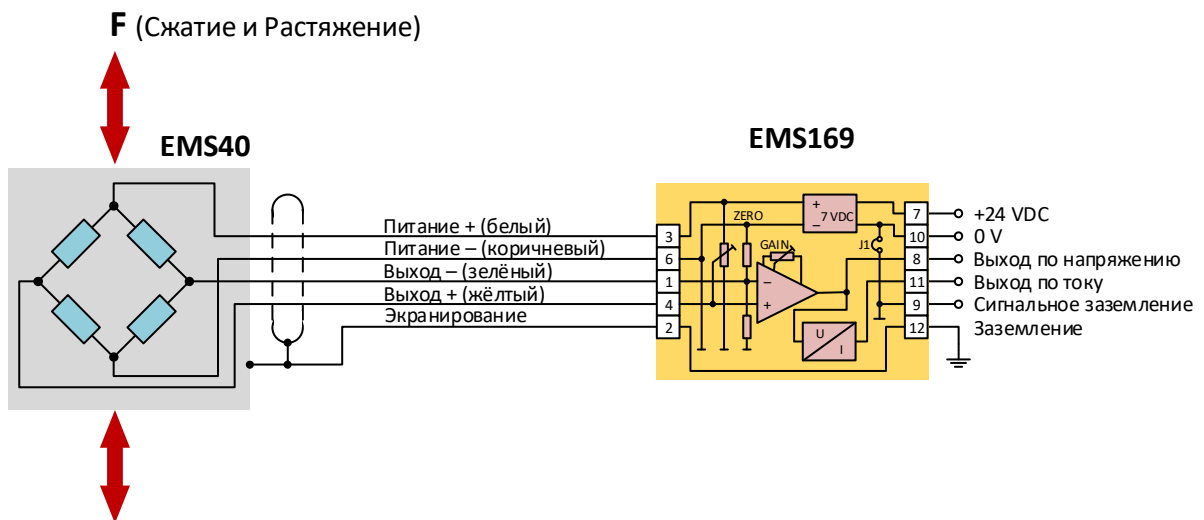 F (Сжатие и Растяжение)
EMS40
EMS169
Питание + (белый)
Питание – (коричневый)
Выход – (зелёный)
Выход + (жёлтый)
Экранирование
3
6
1
4
2
ZERO
GAIN
+
7 VDC
–
J1
–
+
U
I
7
10
8
11
9
12
+24 VDC
0 V
Выход по напряжению
Выход по току
Сигнальное заземление
Заземление